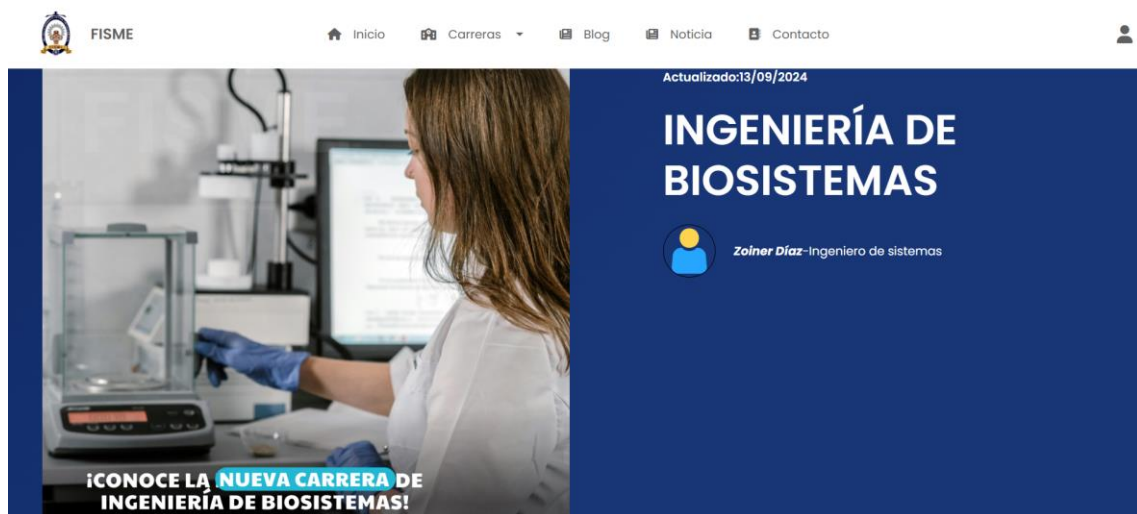 FISME
Inicio
Carreras
Blog
Noticia
Contacto
Actualizado:13/09/2024
INGENIERÍA DE
BIOSISTEMAS
Zoiner Díaz-Ingeniero de sistemas
¡CONOCE LA NUEVA CARRERA DE
INGENIERÍA DE BIOSISTEMAS!